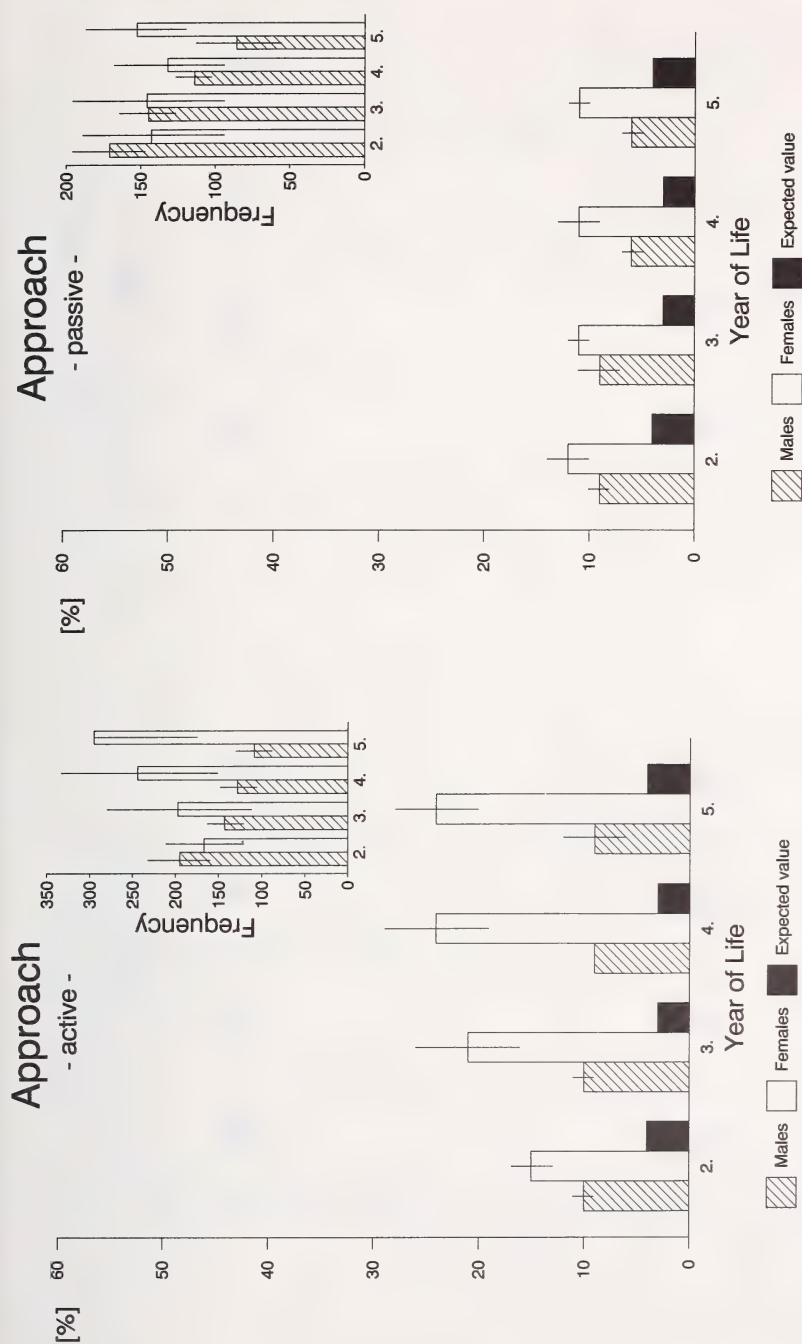 Approach
- active -
[%]
60
50
40
30
20
10
0
Frequency
350
300
250
200
150
100
50
0
2. 3. 4. 5.
2. 3. 4. 5.
Year of Life
Males Females Expected value
Approach
- passive -
[%]
60
50
40
30
20
10
0
Frequency
200
150
100
50
0
2. 3. 4. 5.
2. 3. 4. 5.
Year of Life
Males Females Expected value